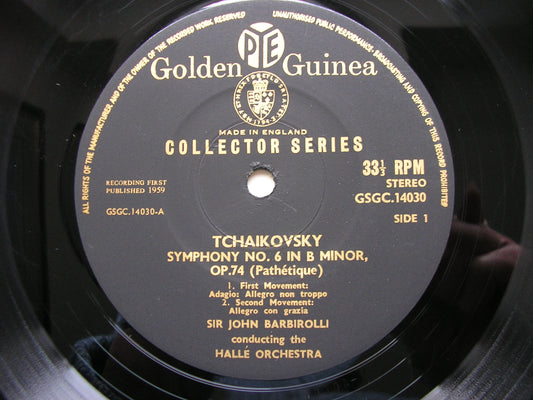 ALL RIGHTS OF THE MANUFACTURER AND OF THE OWNER OF THE RECORDED WORK RESERVED
UNAUTHORISED PUBLIC PERFORMANCE, BROADCASTING AND COPYING OF THIS RECORD PROHIBITED
PYE
Golden Guinea
MADE IN ENGLAND
COLLECTOR SERIES
33⅓ RPM
STEREO
GSGC.14030
SIDE 1
RECORDING FIRST
PUBLISHED 1959
GSGC.14030-A
TCHAIKOVSKY
SYMPHONY NO. 6 IN B MINOR,
OP.74 (Pathétique)
1. First Movement:
Adagio: Allegro non troppo
2. Second Movement:
Allegro con grazia
SIR JOHN BARBIROLLI
conducting the
HALLÉ ORCHESTRA